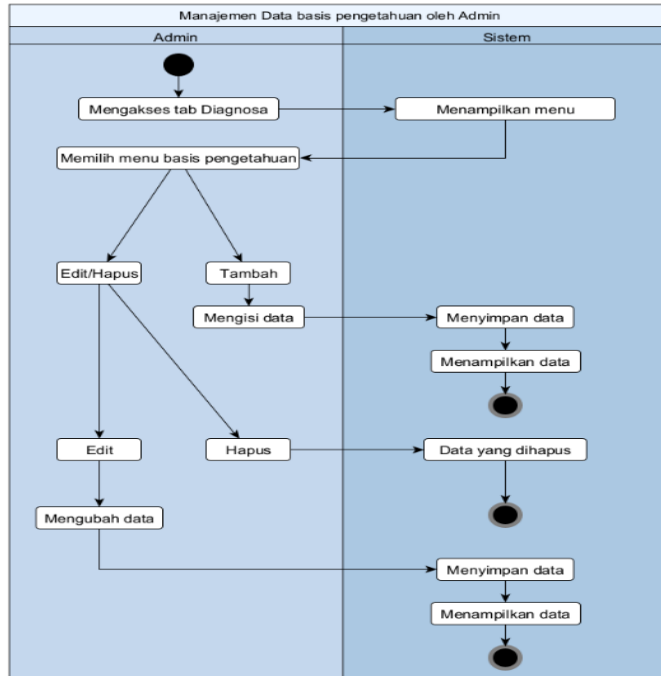 Manajemen Data basis pengetahuan oleh Admin
Admin
Sistem
Mengakses tab Diagnosa
Menampilkan menu
Memilih menu basis pengetahuan
Edit/Hapus
Tambah
Mengisi data
Menyimpan data
Menampilkan data
Edit
Hapus
Data yang dihapus
Mengubah data
Menyimpan data
Menampilkan data